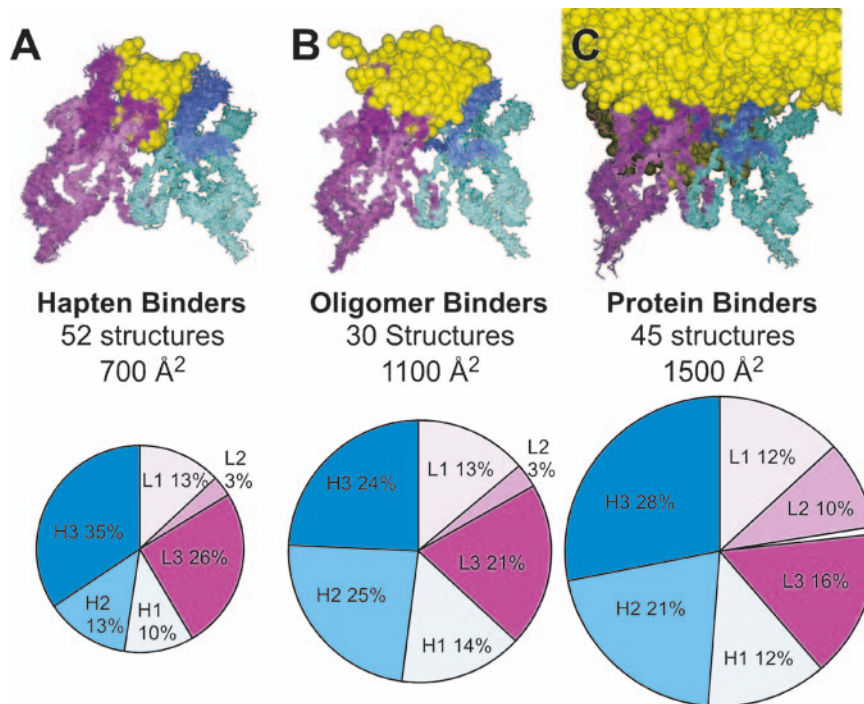 A
B
C
Hapten Binders
52 structures
700 Å²
Oligomer Binders
30 Structures
1100 Å²
Protein Binders
45 structures
1500 Å²
L1 13%
L2
3%
L3 26%
H1
10%
H2
13%
H3 35%
L1 13%
L2
3%
L3 21%
H1 14%
H2 25%
H3 24%
L1 12%
L2 10%
L3 16%
H1 12%
H2 21%
H3 28%